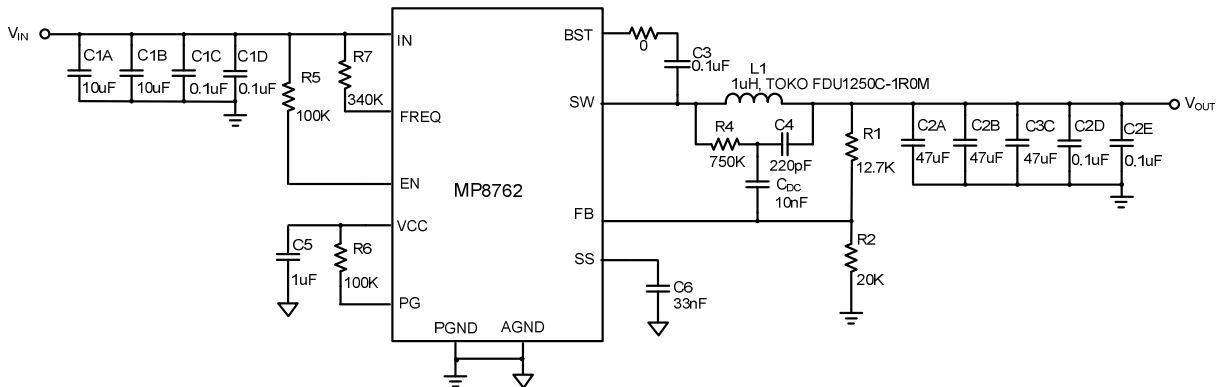 VIN
C1A
10uF
C1B
10uF
C1C
0.1uF
C1D
0.1uF
R5
100K
R7
340K
IN
FREQ
EN
VCC
PG
C5
1uF
R6
100K
MP8762
PGND
AGND
BST
SW
FB
SS
0
C3
0.1uF
L1
1uH, TOKO FDU1250C-1R0M
R4
750K
C4
220pF
CDC
10nF
R1
12.7K
R2
20K
C6
33nF
C2A
47uF
C2B
47uF
C3C
47uF
C2D
0.1uF
C2E
0.1uF
VOUT